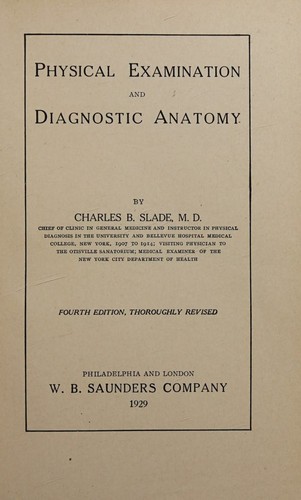 PHYSICAL EXAMINATION
AND
DIAGNOSTIC ANATOMY
BY
CHARLES B. SLADE, M. D.
CHIEF OF CLINIC IN GENERAL MEDICINE AND INSTRUCTOR IN PHYSICAL
DIAGNOSIS IN THE UNIVERSITY AND BELLEVUE HOSPITAL MEDICAL
COLLEGE, NEW YORK, 1907 TO 1914; VISITING PHYSICIAN TO
THE OTISVILLE SANATORIUM; MEDICAL EXAMINER OF THE
NEW YORK CITY DEPARTMENT OF HEALTH
FOURTH EDITION, THOROUGHLY REVISED
PHILADELPHIA AND LONDON
W. B. SAUNDERS COMPANY
1929